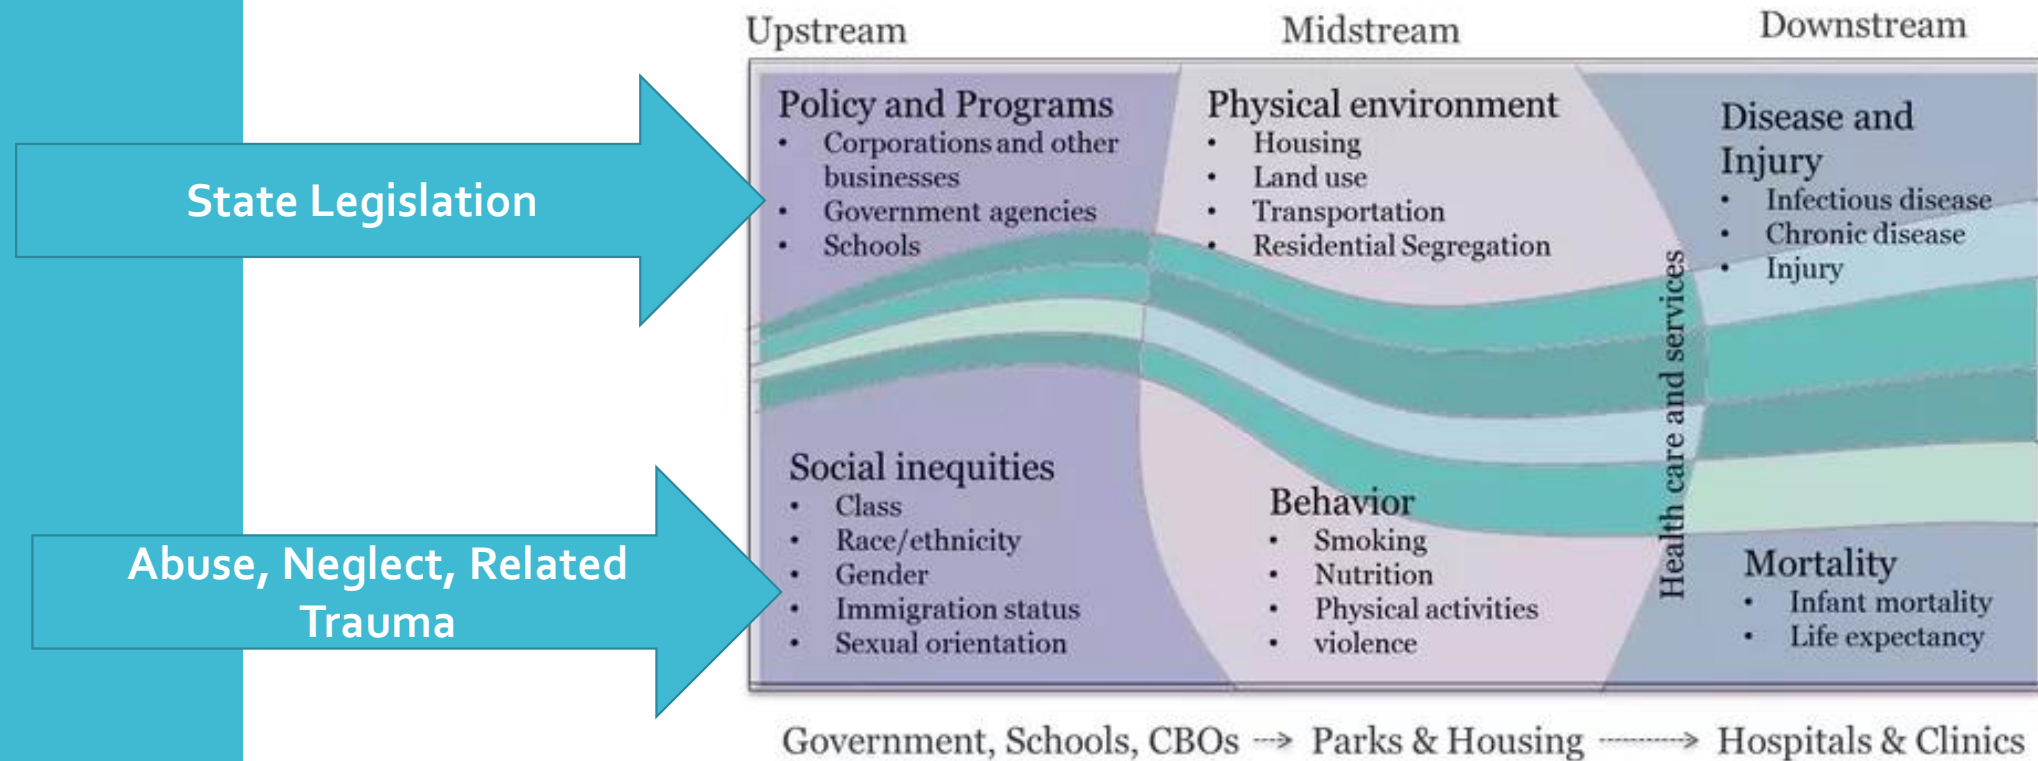 Upstream
Midstream
Downstream
State Legislation
Abuse, Neglect, Related
Trauma
Policy and Programs
• Corporations and other
businesses
• Government agencies
• Schools
Social inequities
• Class
• Race/ethnicity
• Gender
• Immigration status
• Sexual orientation
Physical environment
• Housing
• Land use
• Transportation
• Residential Segregation
Behavior
• Smoking
• Nutrition
• Physical activities
• violence
Health care and services
Disease and
Injury
• Infectious disease
• Chronic disease
• Injury
Mortality
• Infant mortality
• Life expectancy
Government, Schools, CBOs ---> Parks & Housing --------> Hospitals & Clinics